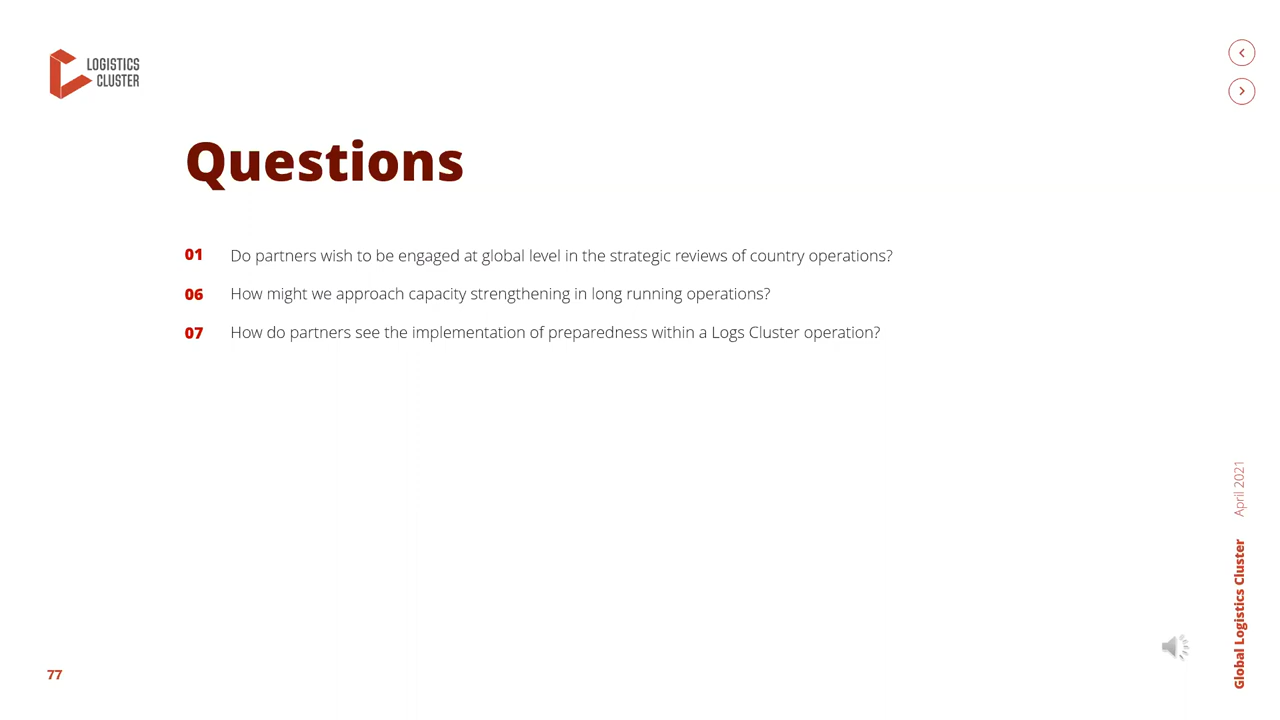 LOGISTICS
CLUSTER
Questions
01 Do partners wish to be engaged at global level in the strategic reviews of country operations?
06 How might we approach capacity strengthening in long running operations?
07 How do partners see the implementation of preparedness within a Logs Cluster operation?
Global Logistics Cluster April 2021
77